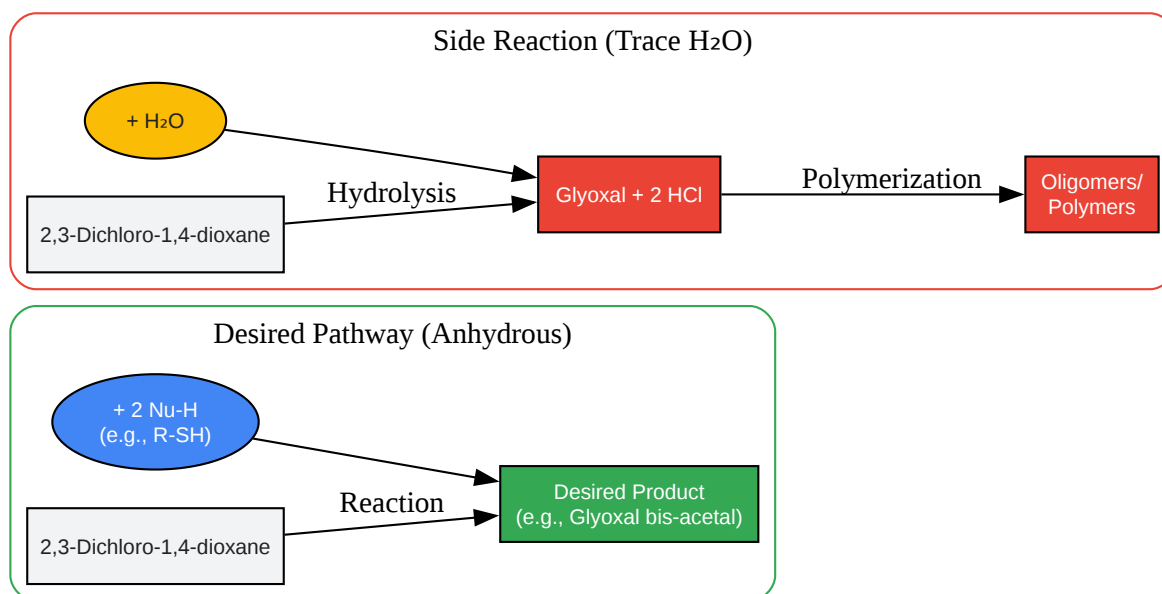 Side Reaction (Trace H₂O)
+ H₂O
Hydrolysis
2,3-Dichloro-1,4-dioxane
Glyoxal + 2 HCl
Polymerization
Oligomers/
Polymers
Desired Pathway (Anhydrous)
+ 2 Nu-H
(e.g., R-SH)
Reaction
2,3-Dichloro-1,4-dioxane
Desired Product
(e.g., Glyoxal bis-acetal)